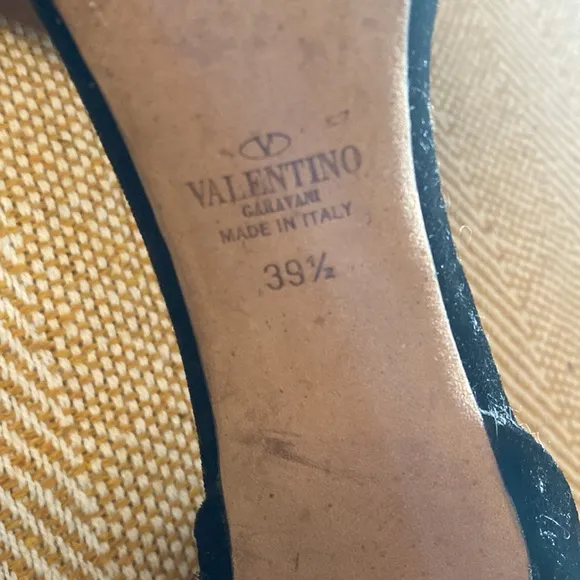 V
VALENTINO
GARAVANI
MADE IN ITALY
39½